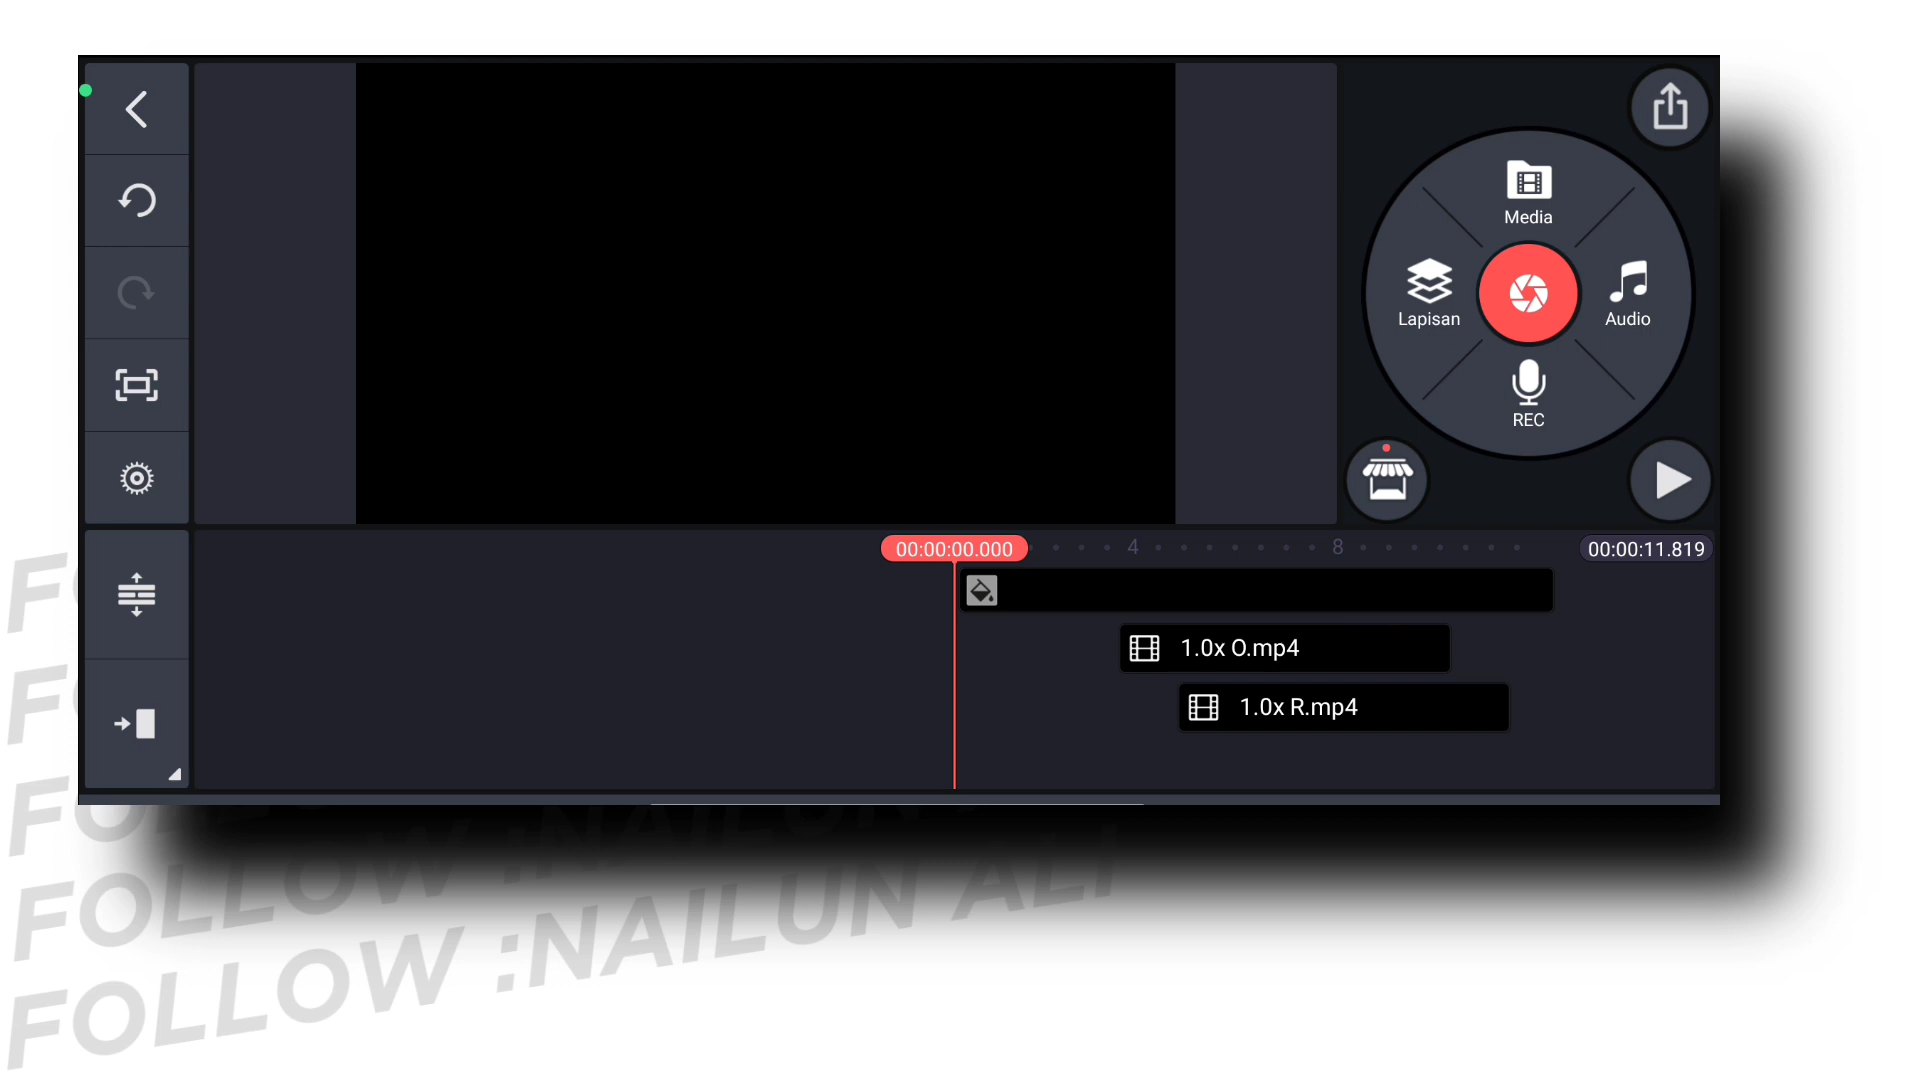 Media
Lapisan
Audio
REC
00:00:00.000
4
8
00:00:11.819
1.0x O.mp4
1.0x R.mp4
FOLLOW :NAILUN ALI
FOLLOW :NAILUN ALI